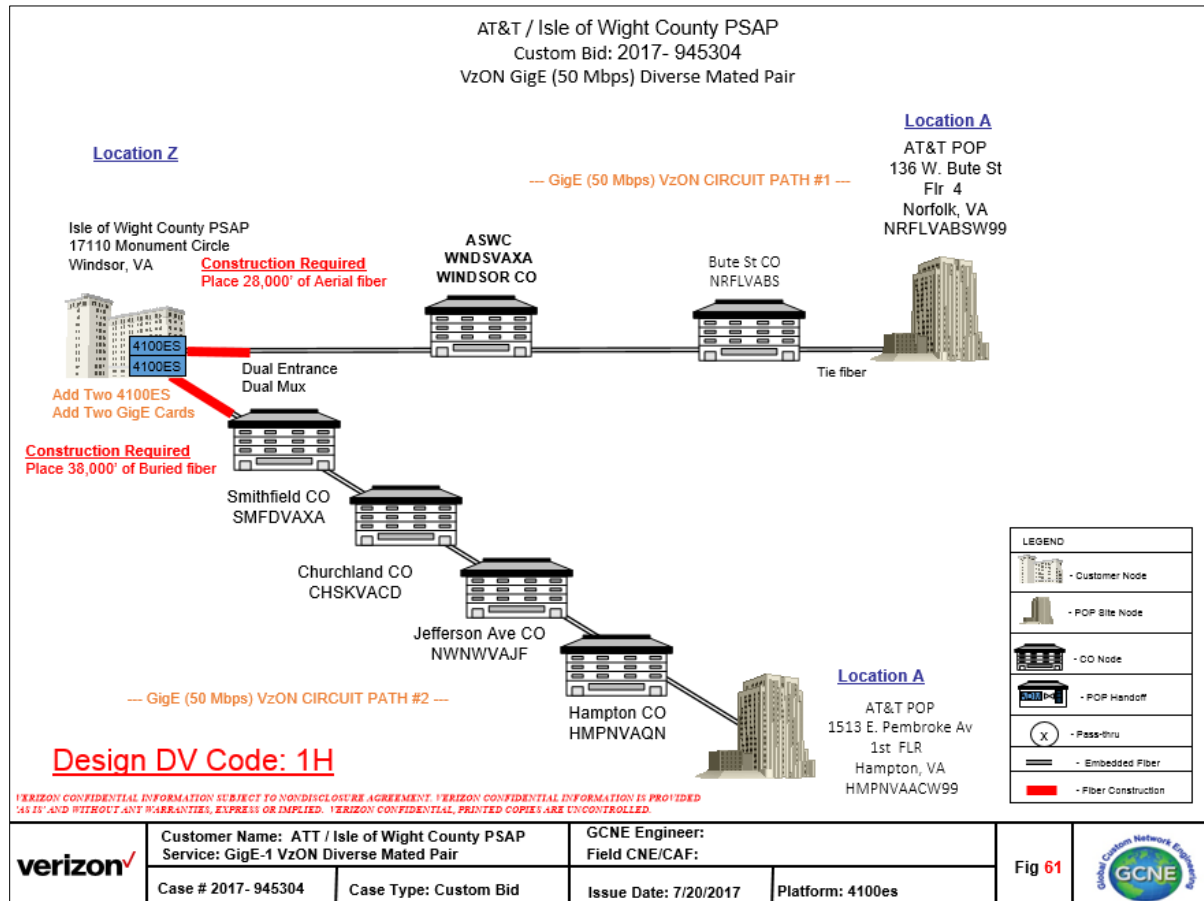 AT&T / Isle of Wight County PSAP
Custom Bid: 2017- 945304
VzON GigE (50 Mbps) Diverse Mated Pair
Location Z
Location A
AT&T POP
136 W. Bute St
Flr 4
Norfolk, VA
NRFLVABSW99
--- GigE (50 Mbps) VzON CIRCUIT PATH #1 ---
Isle of Wight County PSAP
17110 Monument Circle
Windsor, VA
Construction Required
Place 28,000' of Aerial fiber
ASWC
WNDSVAXA
WINDSOR CO
Bute St CO
NRFLVABS
4100ES
4100ES
Dual Entrance
Dual Mux
Tie fiber
Add Two 4100ES
Add Two GigE Cards
Construction Required
Place 38,000' of Buried fiber
Smithfield CO
SMFDVAXA
Churchland CO
CHSKVACD
Jefferson Ave CO
NWNWVAJF
--- GigE (50 Mbps) VzON CIRCUIT PATH #2 ---
Hampton CO
HMPNVAQN
Location A
AT&T POP
1513 E. Pembroke Av
1st FLR
Hampton, VA
HMPNVAACW99
LEGEND
- Customer Node
- POP Site Node
- CO Node
- POP Handoff
X
- Pass-thru
- Embedded Fiber
- Fiber Construction
Design DV Code: 1H
VERIZON CONFIDENTIAL INFORMATION SUBJECT TO NONDISCLOSURE AGREEMENT. VERIZON CONFIDENTIAL INFORMATION IS PROVIDED
'AS IS' AND WITHOUT ANY WARRANTIES, EXPRESS OR IMPLIED. VERIZON CONFIDENTIAL, PRINTED COPIES ARE UNCONTROLLED.
verizon✓
Customer Name: ATT / Isle of Wight County PSAP
Service: GigE-1 VzON Diverse Mated Pair
GCNE Engineer:
Field CNE/CAF:
Case # 2017- 945304
Case Type: Custom Bid
Issue Date: 7/20/2017
Platform: 4100es
Fig 61
Global Custom Network Engineering
GCNE